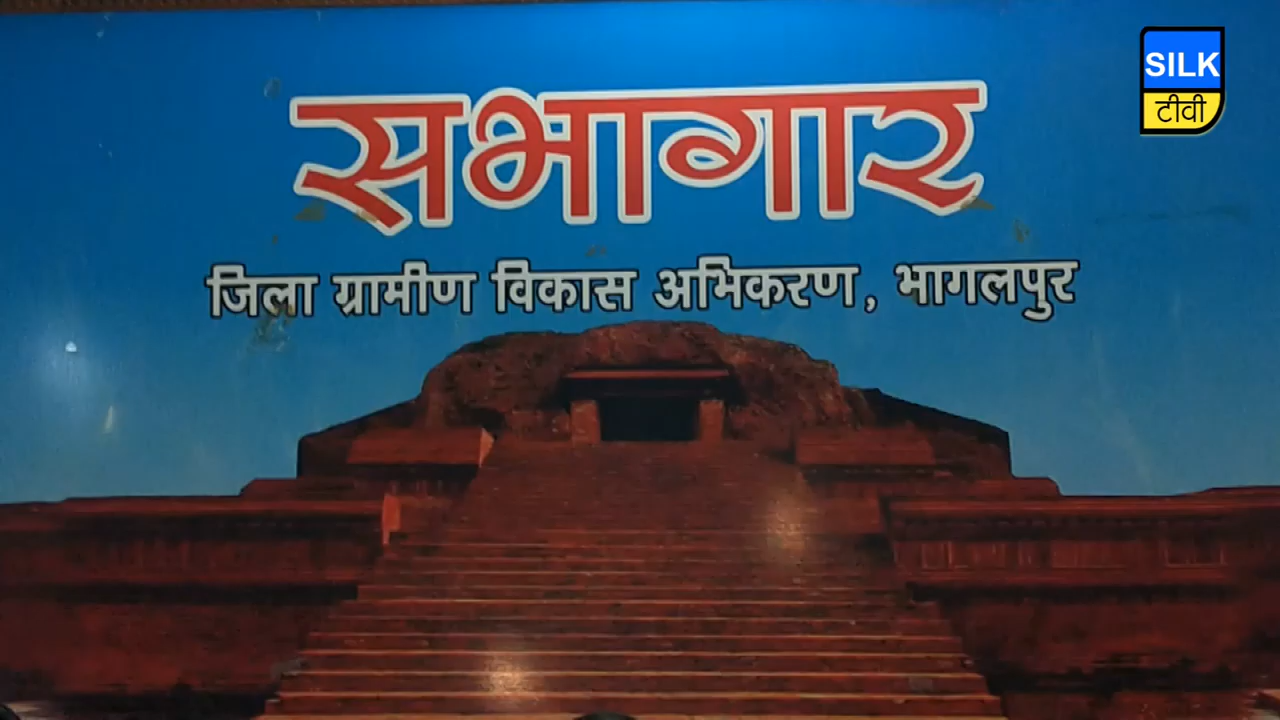 सभागार
जिला ग्रामीण विकास अभिकरण, भागलपुर
SILK
टीवी